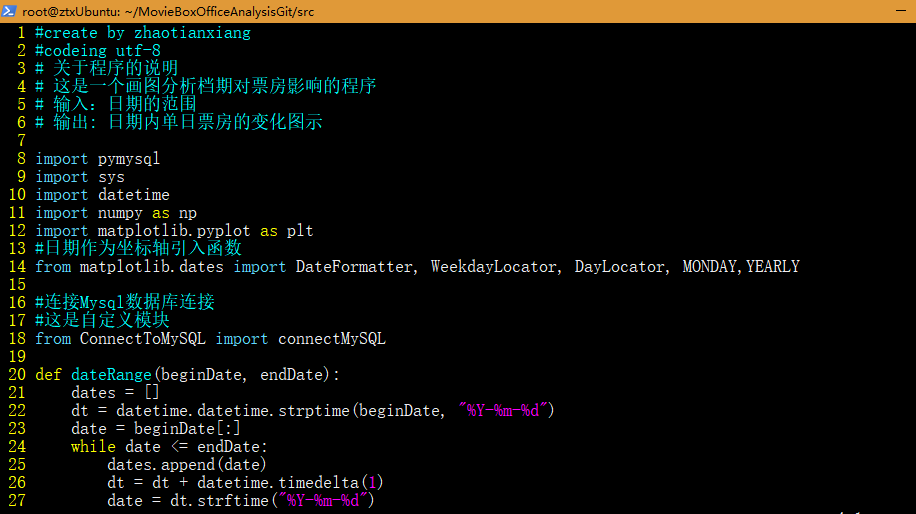 root@ztxUbuntu: ~/MovieBoxOfficeAnalysisGit/src
1 #create by zhaotianxiang
2 #codeing utf-8
3 # 关于程序的说明
4 # 这是一个画图分析档期对票房影响的程序
5 # 输入: 日期的范围
6 # 输出: 日期内单日票房的变化图示
7
8 import pymysql
9 import sys
10 import datetime
11 import numpy as np
12 import matplotlib.pyplot as plt
13 #日期作为坐标轴引入函数
14 from matplotlib.dates import DateFormatter, WeekdayLocator, DayLocator, MONDAY,YEARLY
15
16 #连接Mysql数据库连接
17 #这是自定义模块
18 from ConnectToMySQL import connectMySQL
19
20 def dateRange(beginDate, endDate):
21     dates = []
22     dt = datetime.datetime.strptime(beginDate, "%Y-%m-%d")
23     date = beginDate[:]
24     while date <= endDate:
25         dates.append(date)
26         dt = dt + datetime.timedelta(1)
27         date = dt.strftime("%Y-%m-%d")